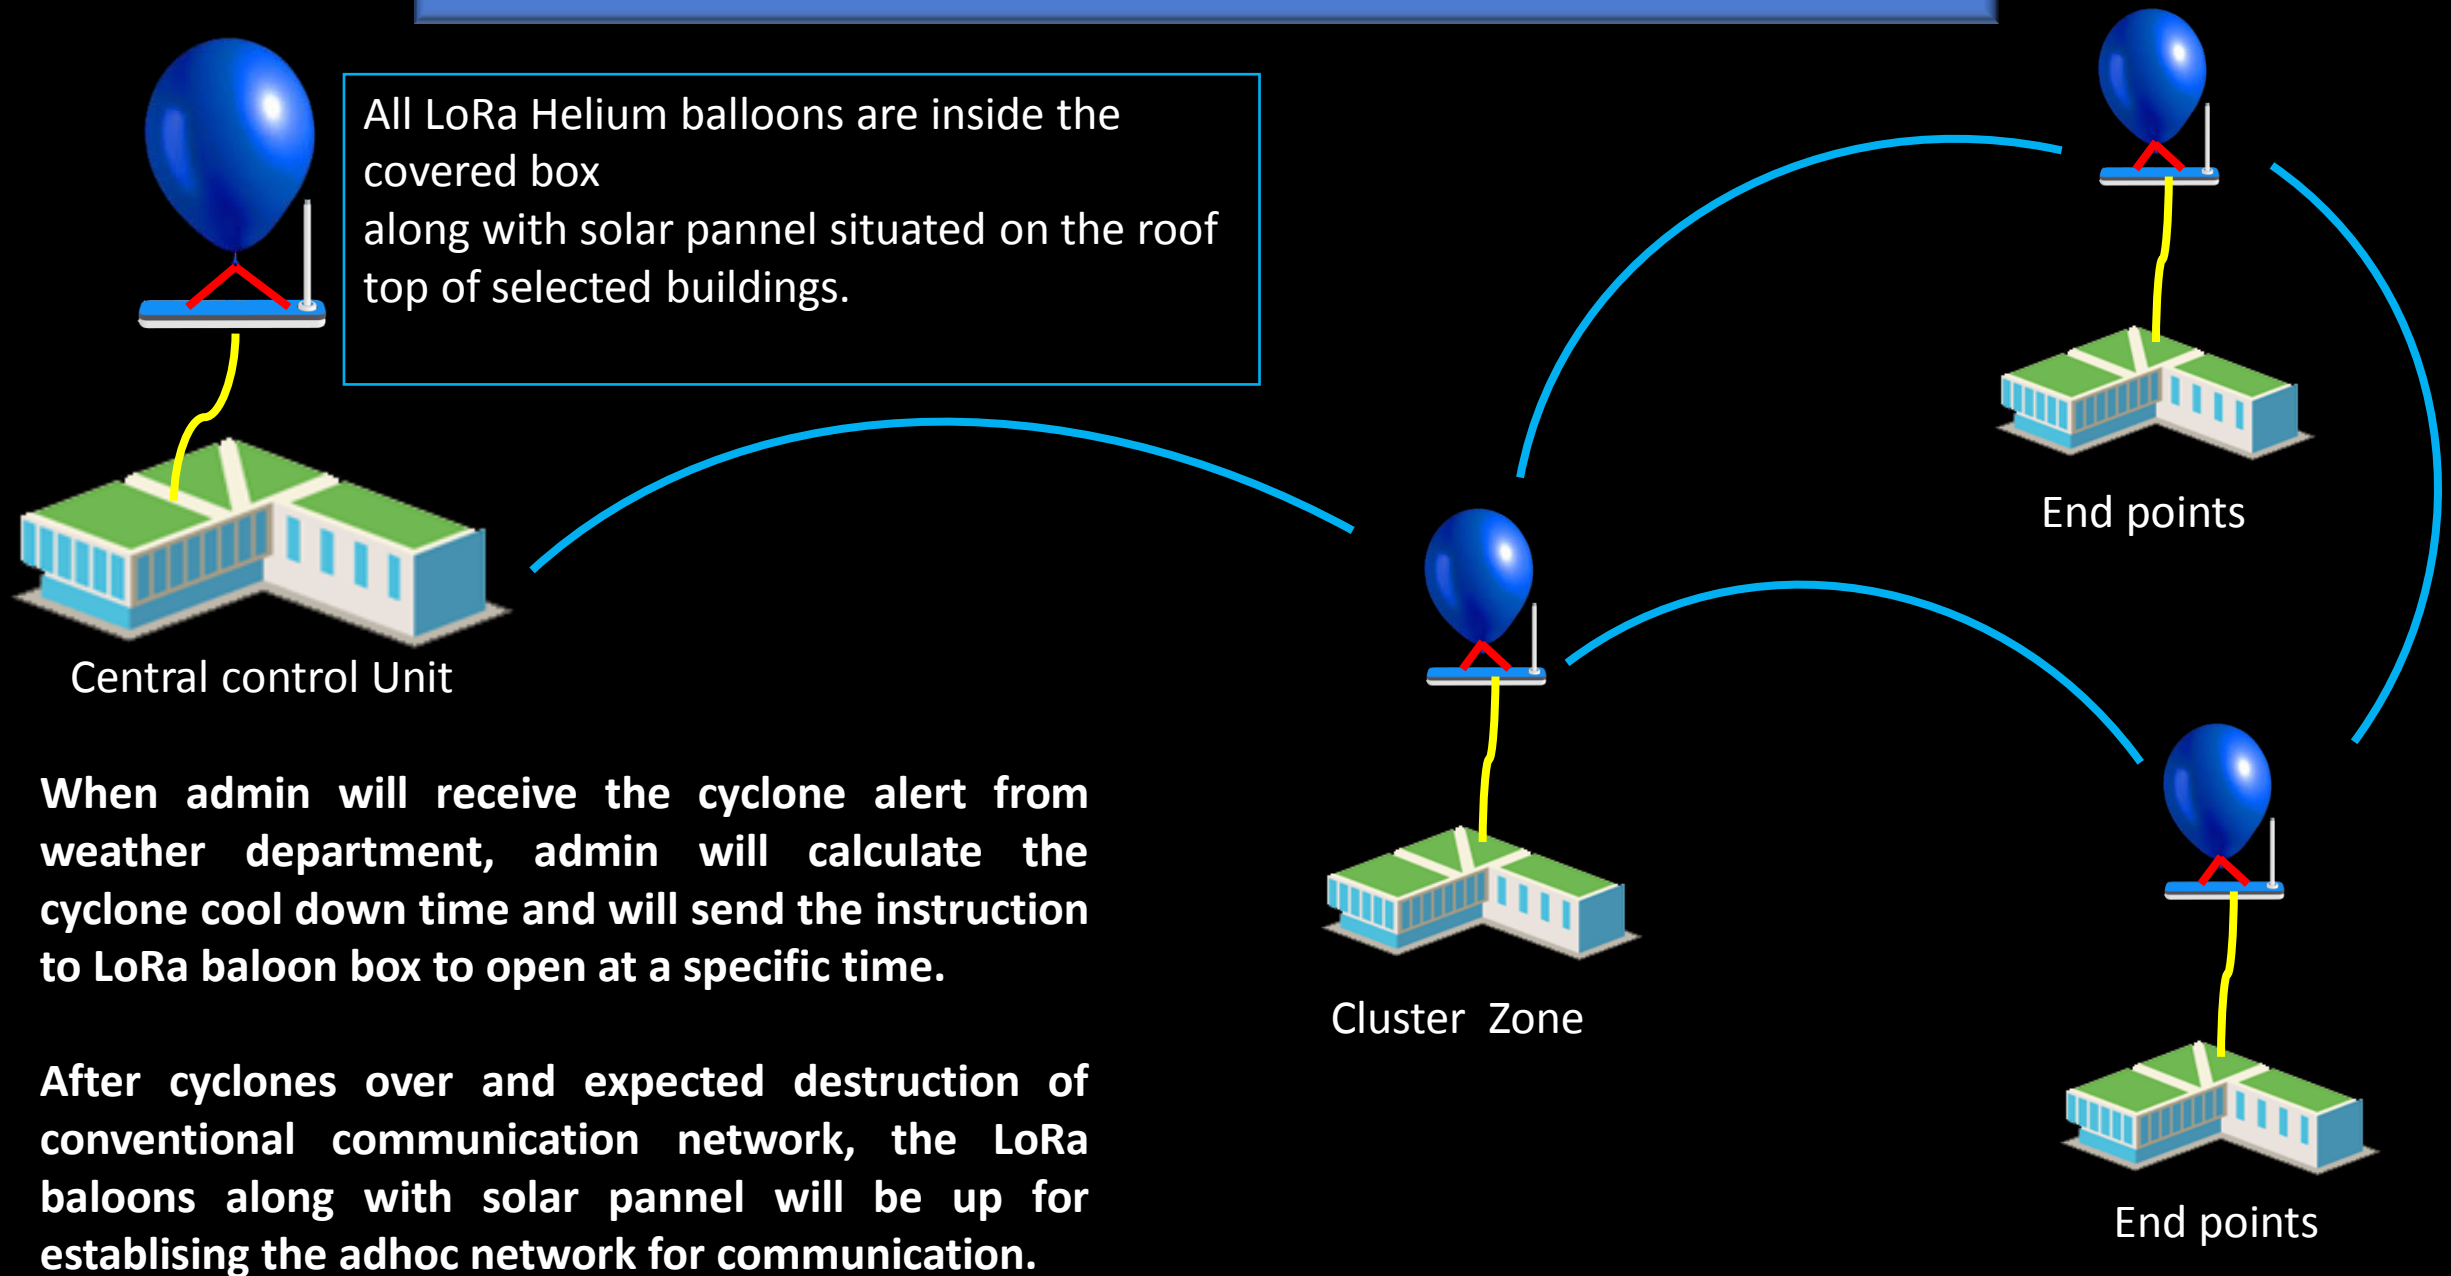 All LoRa Helium balloons are inside the
covered box
along with solar pannel situated on the roof
top of selected buildings.
End points
Central control Unit
When admin will receive the cyclone alert from
weather department, admin will calculate the
cyclone cool down time and will send the instruction
to LoRa baloon box to open at a specific time.
Cluster Zone
After cyclones over and expected destruction of
conventional communication network, the LoRa
baloons along with solar pannel will be up for
establising the adhoc network for communication.
End points